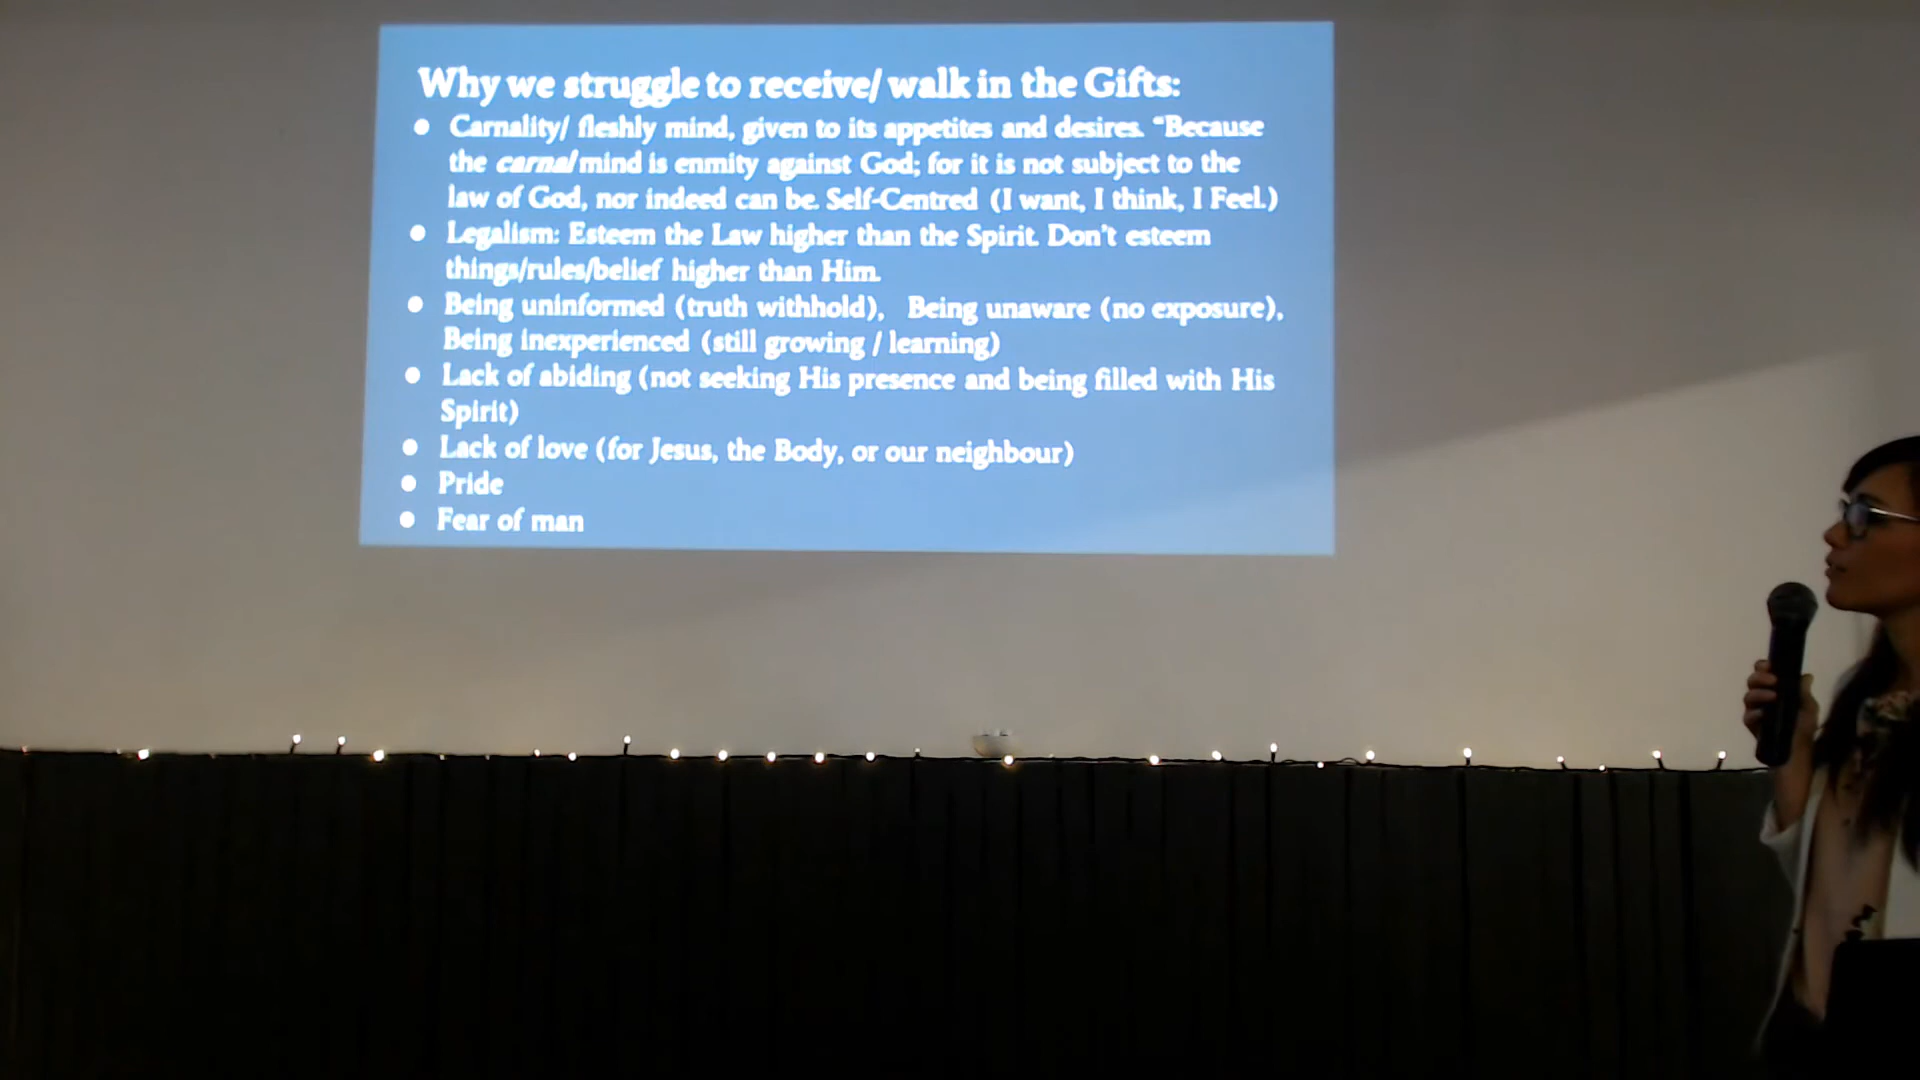 Why we struggle to receive/ walk in the Gifts:
● Carnality/ fleshly mind, given to its appetites and desires. "Because
the carnal mind is enmity against God; for it is not subject to the
law of God, nor indeed can be. Self-Centred (I want, I think, I Feel.)
● Legalism: Esteem the Law higher than the Spirit. Don't esteem
things/rules/belief higher than Him.
● Being uninformed (truth withhold), Being unaware (no exposure),
Being inexperienced (still growing / learning)
● Lack of abiding (not seeking His presence and being filled with His
Spirit)
● Lack of love (for Jesus, the Body, or our neighbour)
● Pride
● Fear of man